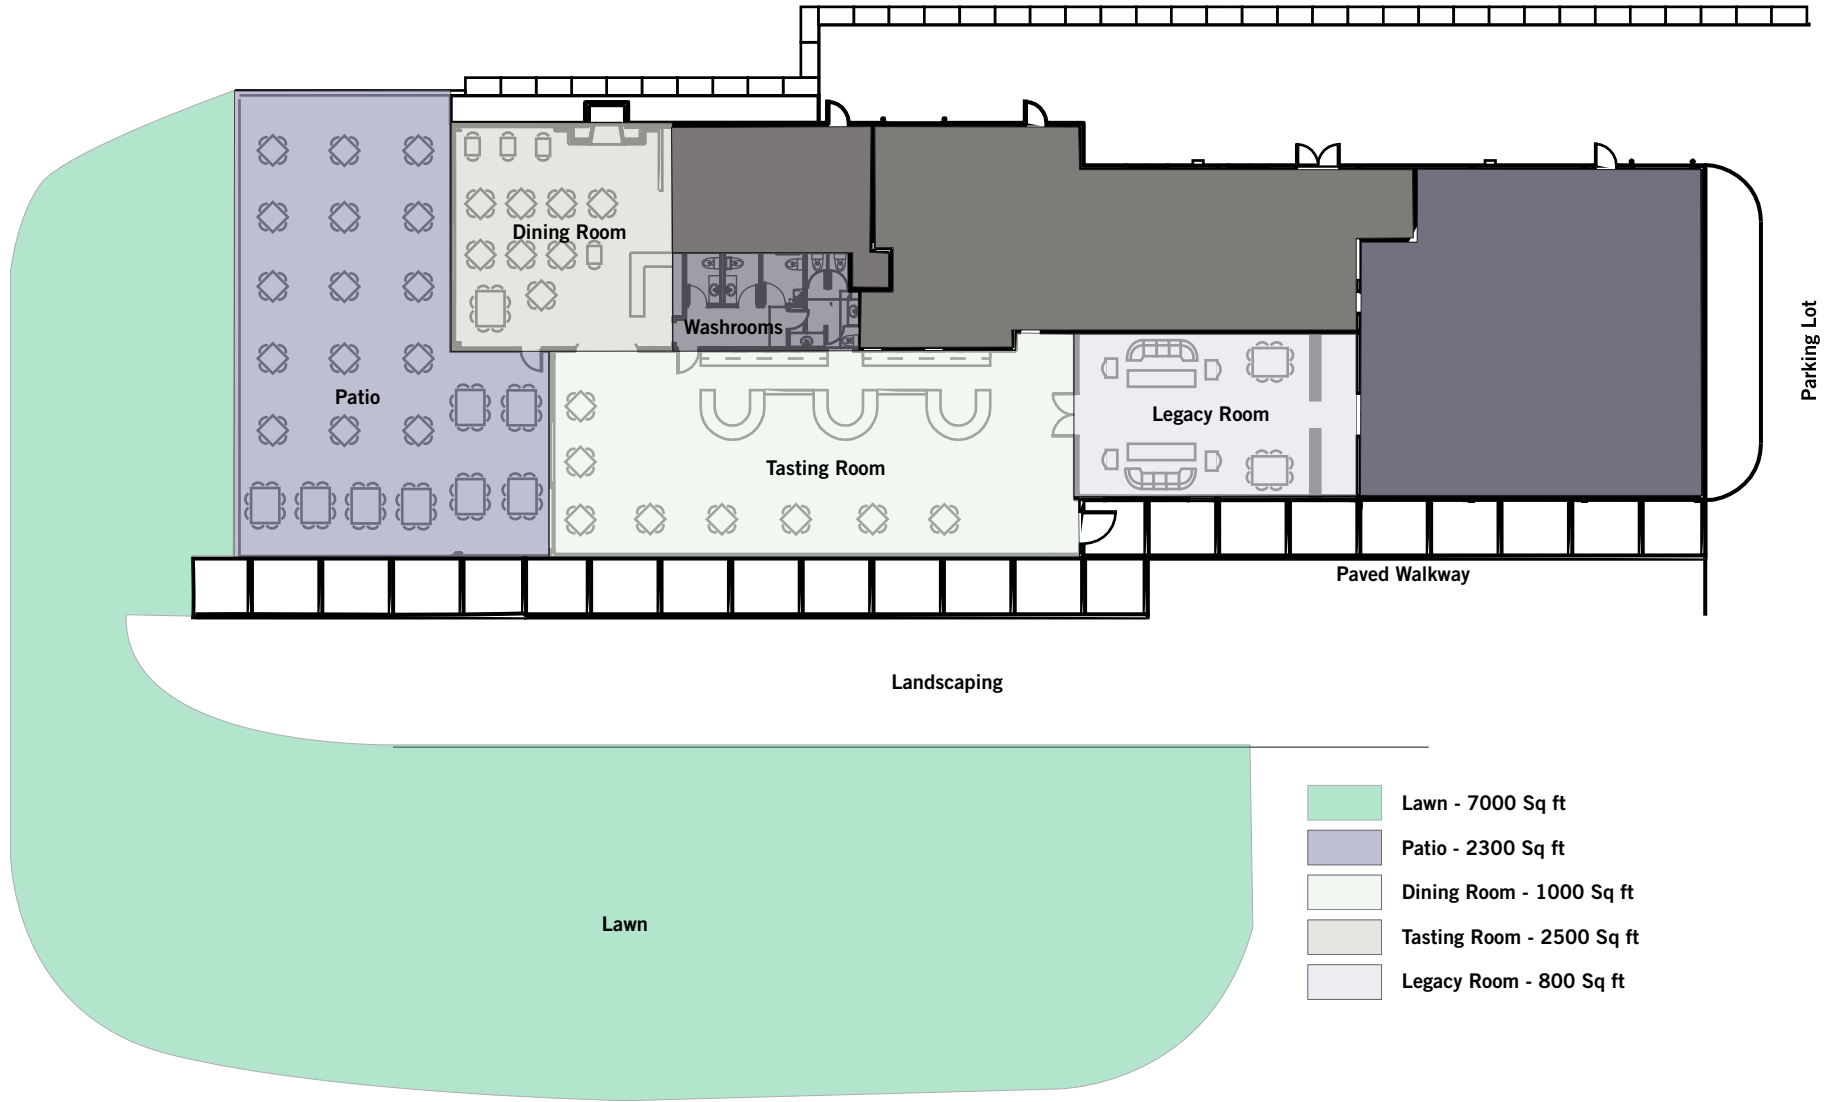 Dining Room
Washrooms
Patio
Tasting Room
Legacy Room
Parking Lot
Paved Walkway
Landscaping
Lawn
Lawn - 7000 Sq ft
Patio - 2300 Sq ft
Dining Room - 1000 Sq ft
Tasting Room - 2500 Sq ft
Legacy Room - 800 Sq ft